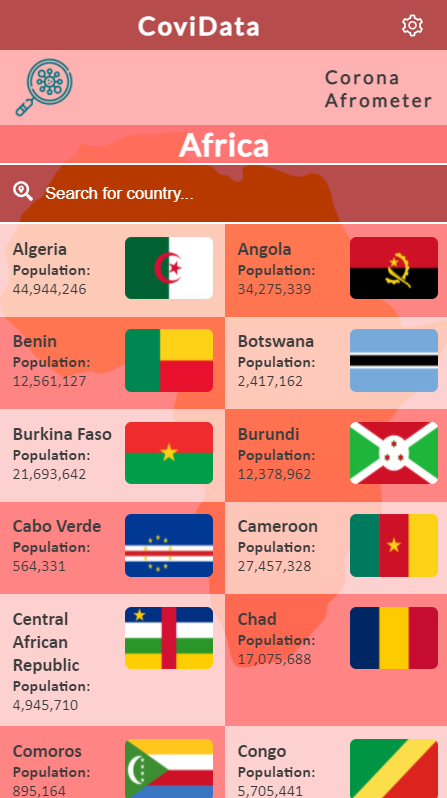 CoviData
Corona
Afrometer
Africa
Search for country...
Algeria
Population:
44,944,246
Angola
Population:
34,275,339
Benin
Population:
12,561,127
Botswana
Population:
2,417,162
Burkina Faso
Population:
21,693,642
Burundi
Population:
12,378,962
Cabo Verde
Population:
564,331
Cameroon
Population:
27,457,328
Central
African
Republic
Population:
4,945,710
Chad
Population:
17,075,688
Comoros
Population:
895,164
Congo
Population:
5,705,441